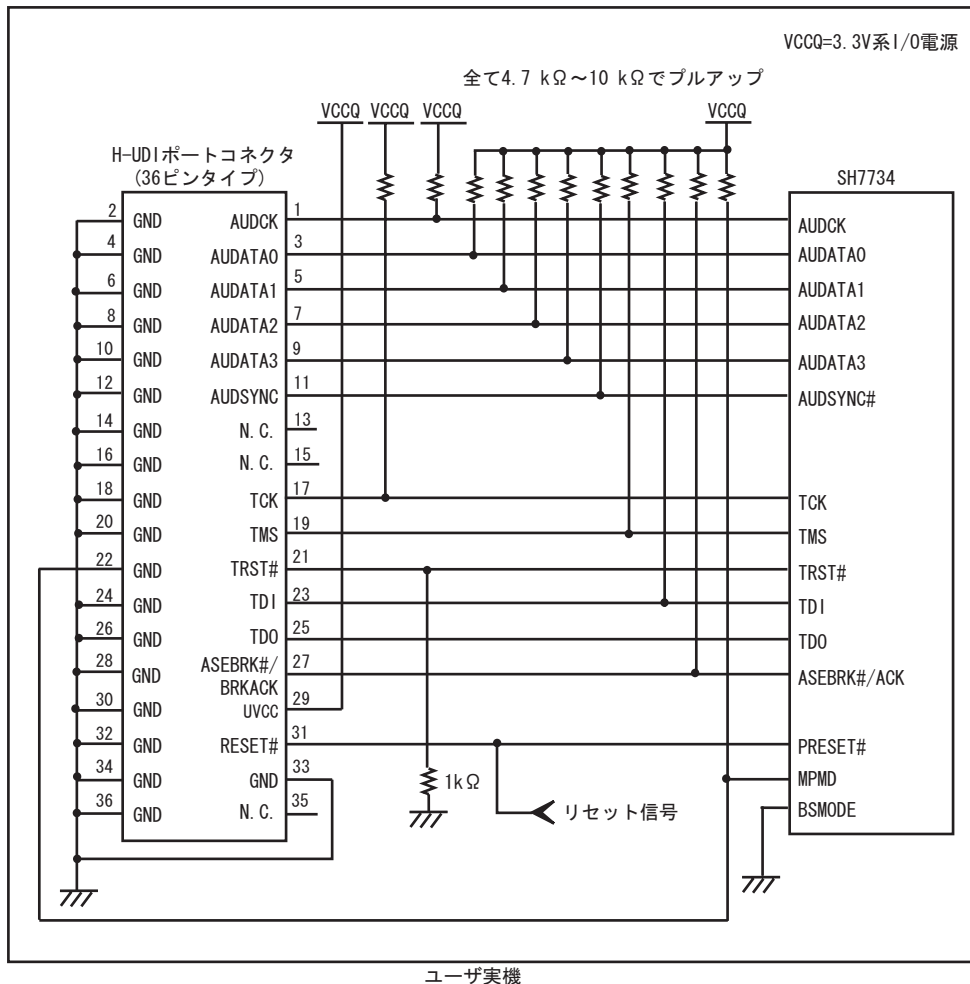 VCCQ=3.3V系I/O電源
全て4.7 kΩ～10 kΩでプルアップ
VCCQ VCCQ VCCQ VCCQ
H-UDIポートコネクタ
(36ピンタイプ)
SH7734
2 GND AUDCK 1 AUDCK
4 GND AUDATA0 3 AUDATA0
6 GND AUDATA1 5 AUDATA1
8 GND AUDATA2 7 AUDATA2
10 GND AUDATA3 9 AUDATA3
12 GND AUDSYNC 11 AUDSYNC#
14 GND N.C. 13
16 GND N.C. 15
18 GND TCK 17 TCK
20 GND TMS 19 TMS
22 GND TRST# 21 TRST#
24 GND TDI 23 TDI
26 GND TDO 25 TDO
28 GND ASEBRK#/ 27 ASEBRK#/ACK
BRKACK
30 GND UVCC 29
32 GND RESET# 31 PRESET#
34 GND GND 33 1kΩ MPMD
36 GND N.C. 35 リセット信号 BSMODE
ユーザ実機